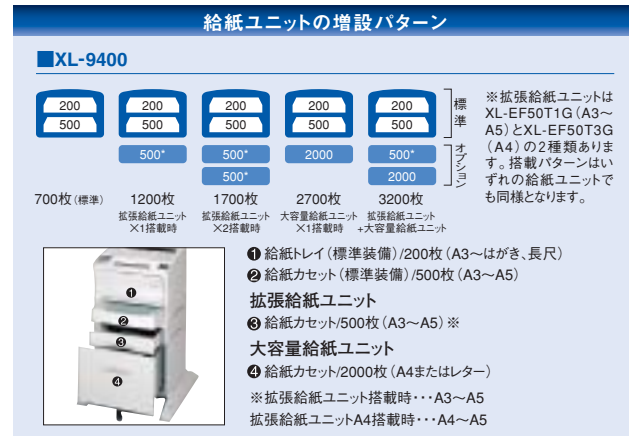 給紙ユニットの増設パターン
■XL-9400
200 200 200 200 200
500 500 500 500 500
標準
500* 500* 2000 500*
500* 2000
オプション
700枚(標準) 1200枚 1700枚 2700枚 3200枚
拡張給紙ユニット 拡張給紙ユニット 大容量給紙ユニット 拡張給紙ユニット
×1搭載時 ×2搭載時 ×1搭載時 +大容量給紙ユニット
※拡張給紙ユニットは
XL-EF50T1G(A3〜
A5)とXL-EF50T3G
(A4)の2種類ありま
す。搭載パターンはい
ずれの給紙ユニットで
も同様となります。
❶
❷
❸
❹
❶給紙トレイ(標準装備)/200枚(A3〜はがき、長尺)
❷給紙カセット(標準装備)/500枚(A3〜A5)
拡張給紙ユニット
❸給紙カセット/500枚(A3〜A5)※
大容量給紙ユニット
❹給紙カセット/2000枚(A4またはレター)
※拡張給紙ユニット搭載時･･･A3〜A5
拡張給紙ユニットA4搭載時･･･A4〜A5